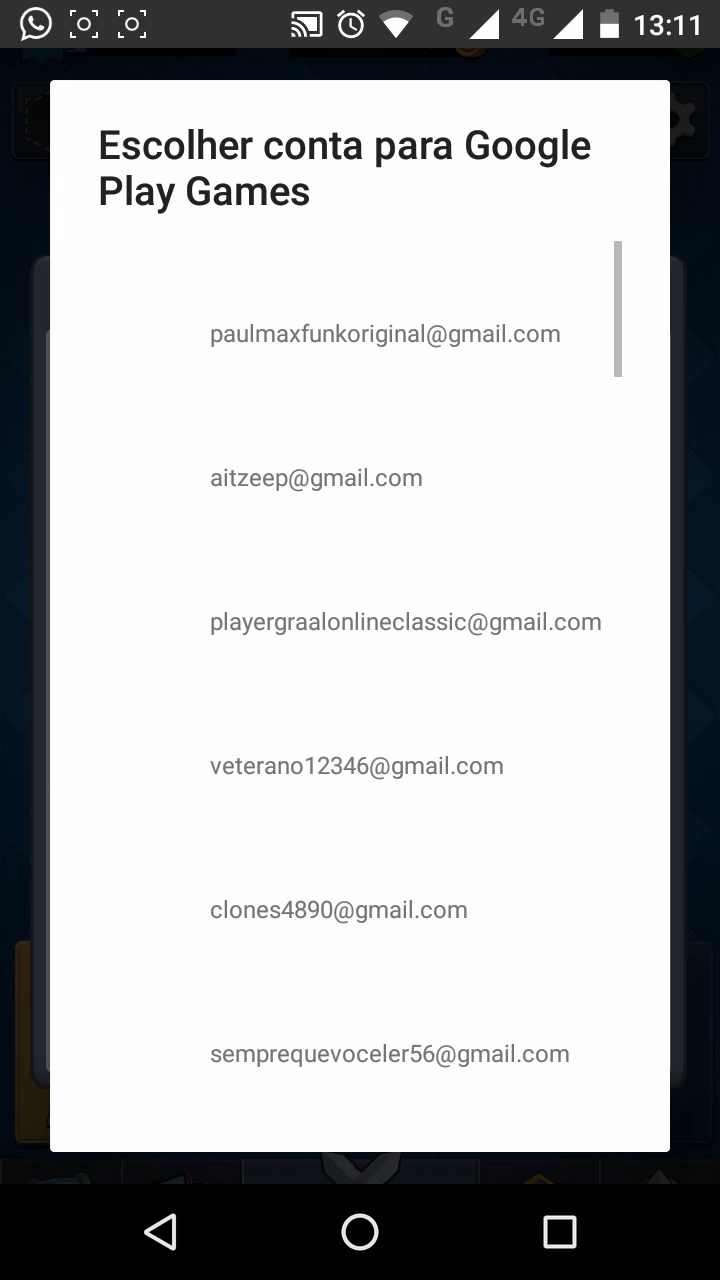 G 4G 13:11
Escolher conta para Google
Play Games
paulmaxfunkoriginal@gmail.com
aitzeep@gmail.com
playergraalonlineclassic@gmail.com
veterano12346@gmail.com
clones4890@gmail.com
semprequevoceler56@gmail.com